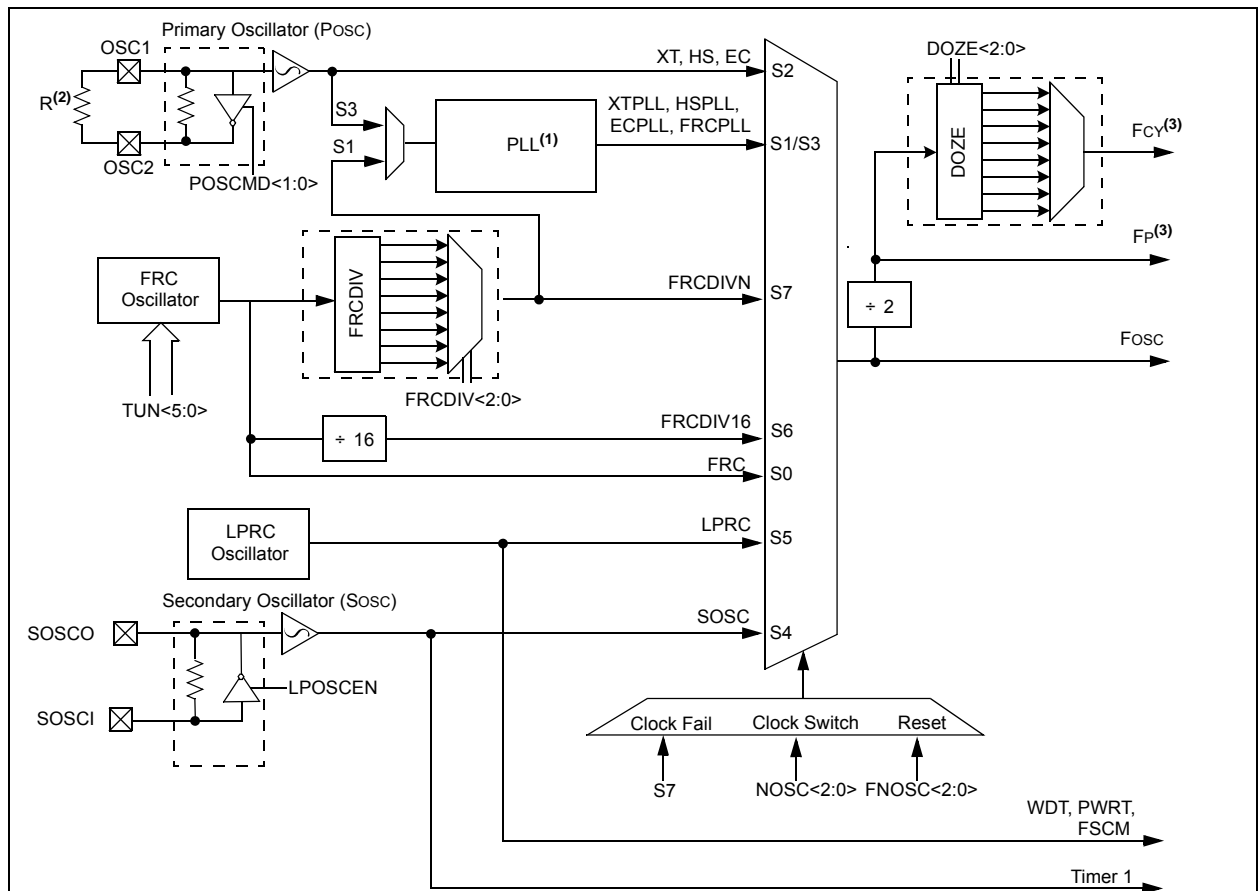 Primary Oscillator (POSC)
OSC1
R(2)
OSC2
POSCMD<1:0>
S3
S1
PLL(1)
XT, HS, EC
S2
XTPLL, HSPLL,
ECPLL, FRCPLL
S1/S3
DOZE<2:0>
DOZE
FCY(3)
FP(3)
÷ 2
FOSC
FRC
Oscillator
TUN<5:0>
FRCDIV
FRCDIV<2:0>
FRCDIVN
S7
÷ 16
FRCDIV16
S6
FRC
S0
LPRC
Oscillator
LPRC
S5
Secondary Oscillator (SOSC)
SOSCO
SOSCI
LPOSCEN
SOSC
S4
Clock Fail
Clock Switch
Reset
S7
NOSC<2:0>
FNOSC<2:0>
WDT, PWRT,
FSCM
Timer 1